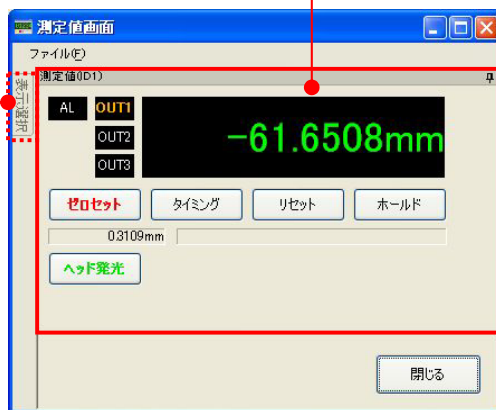 測定値画面
ファイル(F)
表示選択
測定値(ID1)
AL OUT1
OUT2
OUT3
-61.6508mm
ゼロセット タイミング リセット ホールド
0.3109mm
ヘッド発光
閉じる